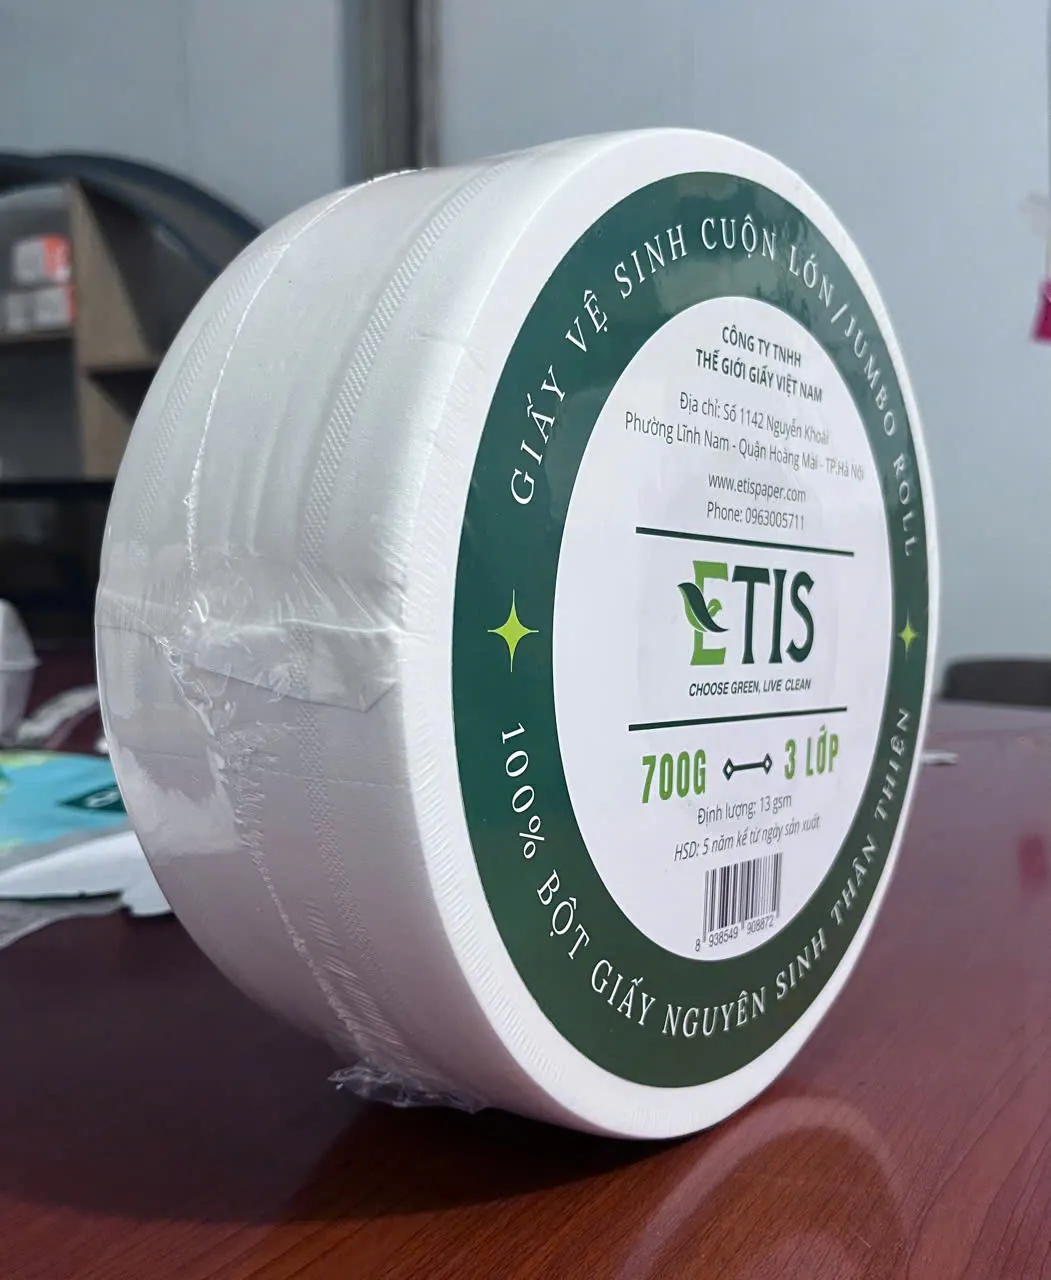 GIẤY VỆ SINH CUỘN LỚN/JUMBO ROLL
CÔNG TY TNHH
THẾ GIỚI GIẤY VIỆT NAM
Địa chỉ: Số 1142 Nguyễn Khoái
Phường Lĩnh Nam - Quận Hoàng Mai - TP.Hà Nội
www.etispaper.com
Phone: 0963005711
ETIS
CHOOSE GREEN, LIVE CLEAN
700G 3 LỚP
Định lượng: 13 gsm
HSD: 5 năm kể từ ngày sản xuất
8 938549 908872
100% BỘT GIẤY NGUYÊN SINH THÂN THIỆN